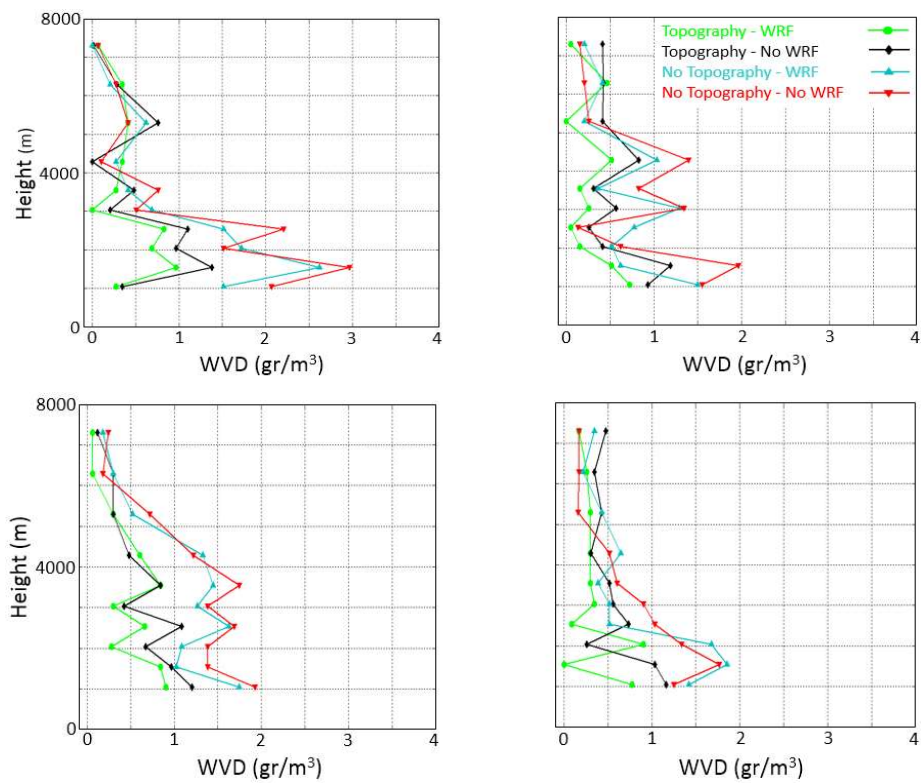 8000
4000
0
Height (m)
0 1 2 3 4
WVD (gr/m³)
Topography - WRF
Topography - No WRF
No Topography - WRF
No Topography - No WRF
0 1 2 3 4
WVD (gr/m³)
8000
4000
0
Height (m)
0 1 2 3 4
WVD (gr/m³)
0 1 2 3 4
WVD (gr/m³)